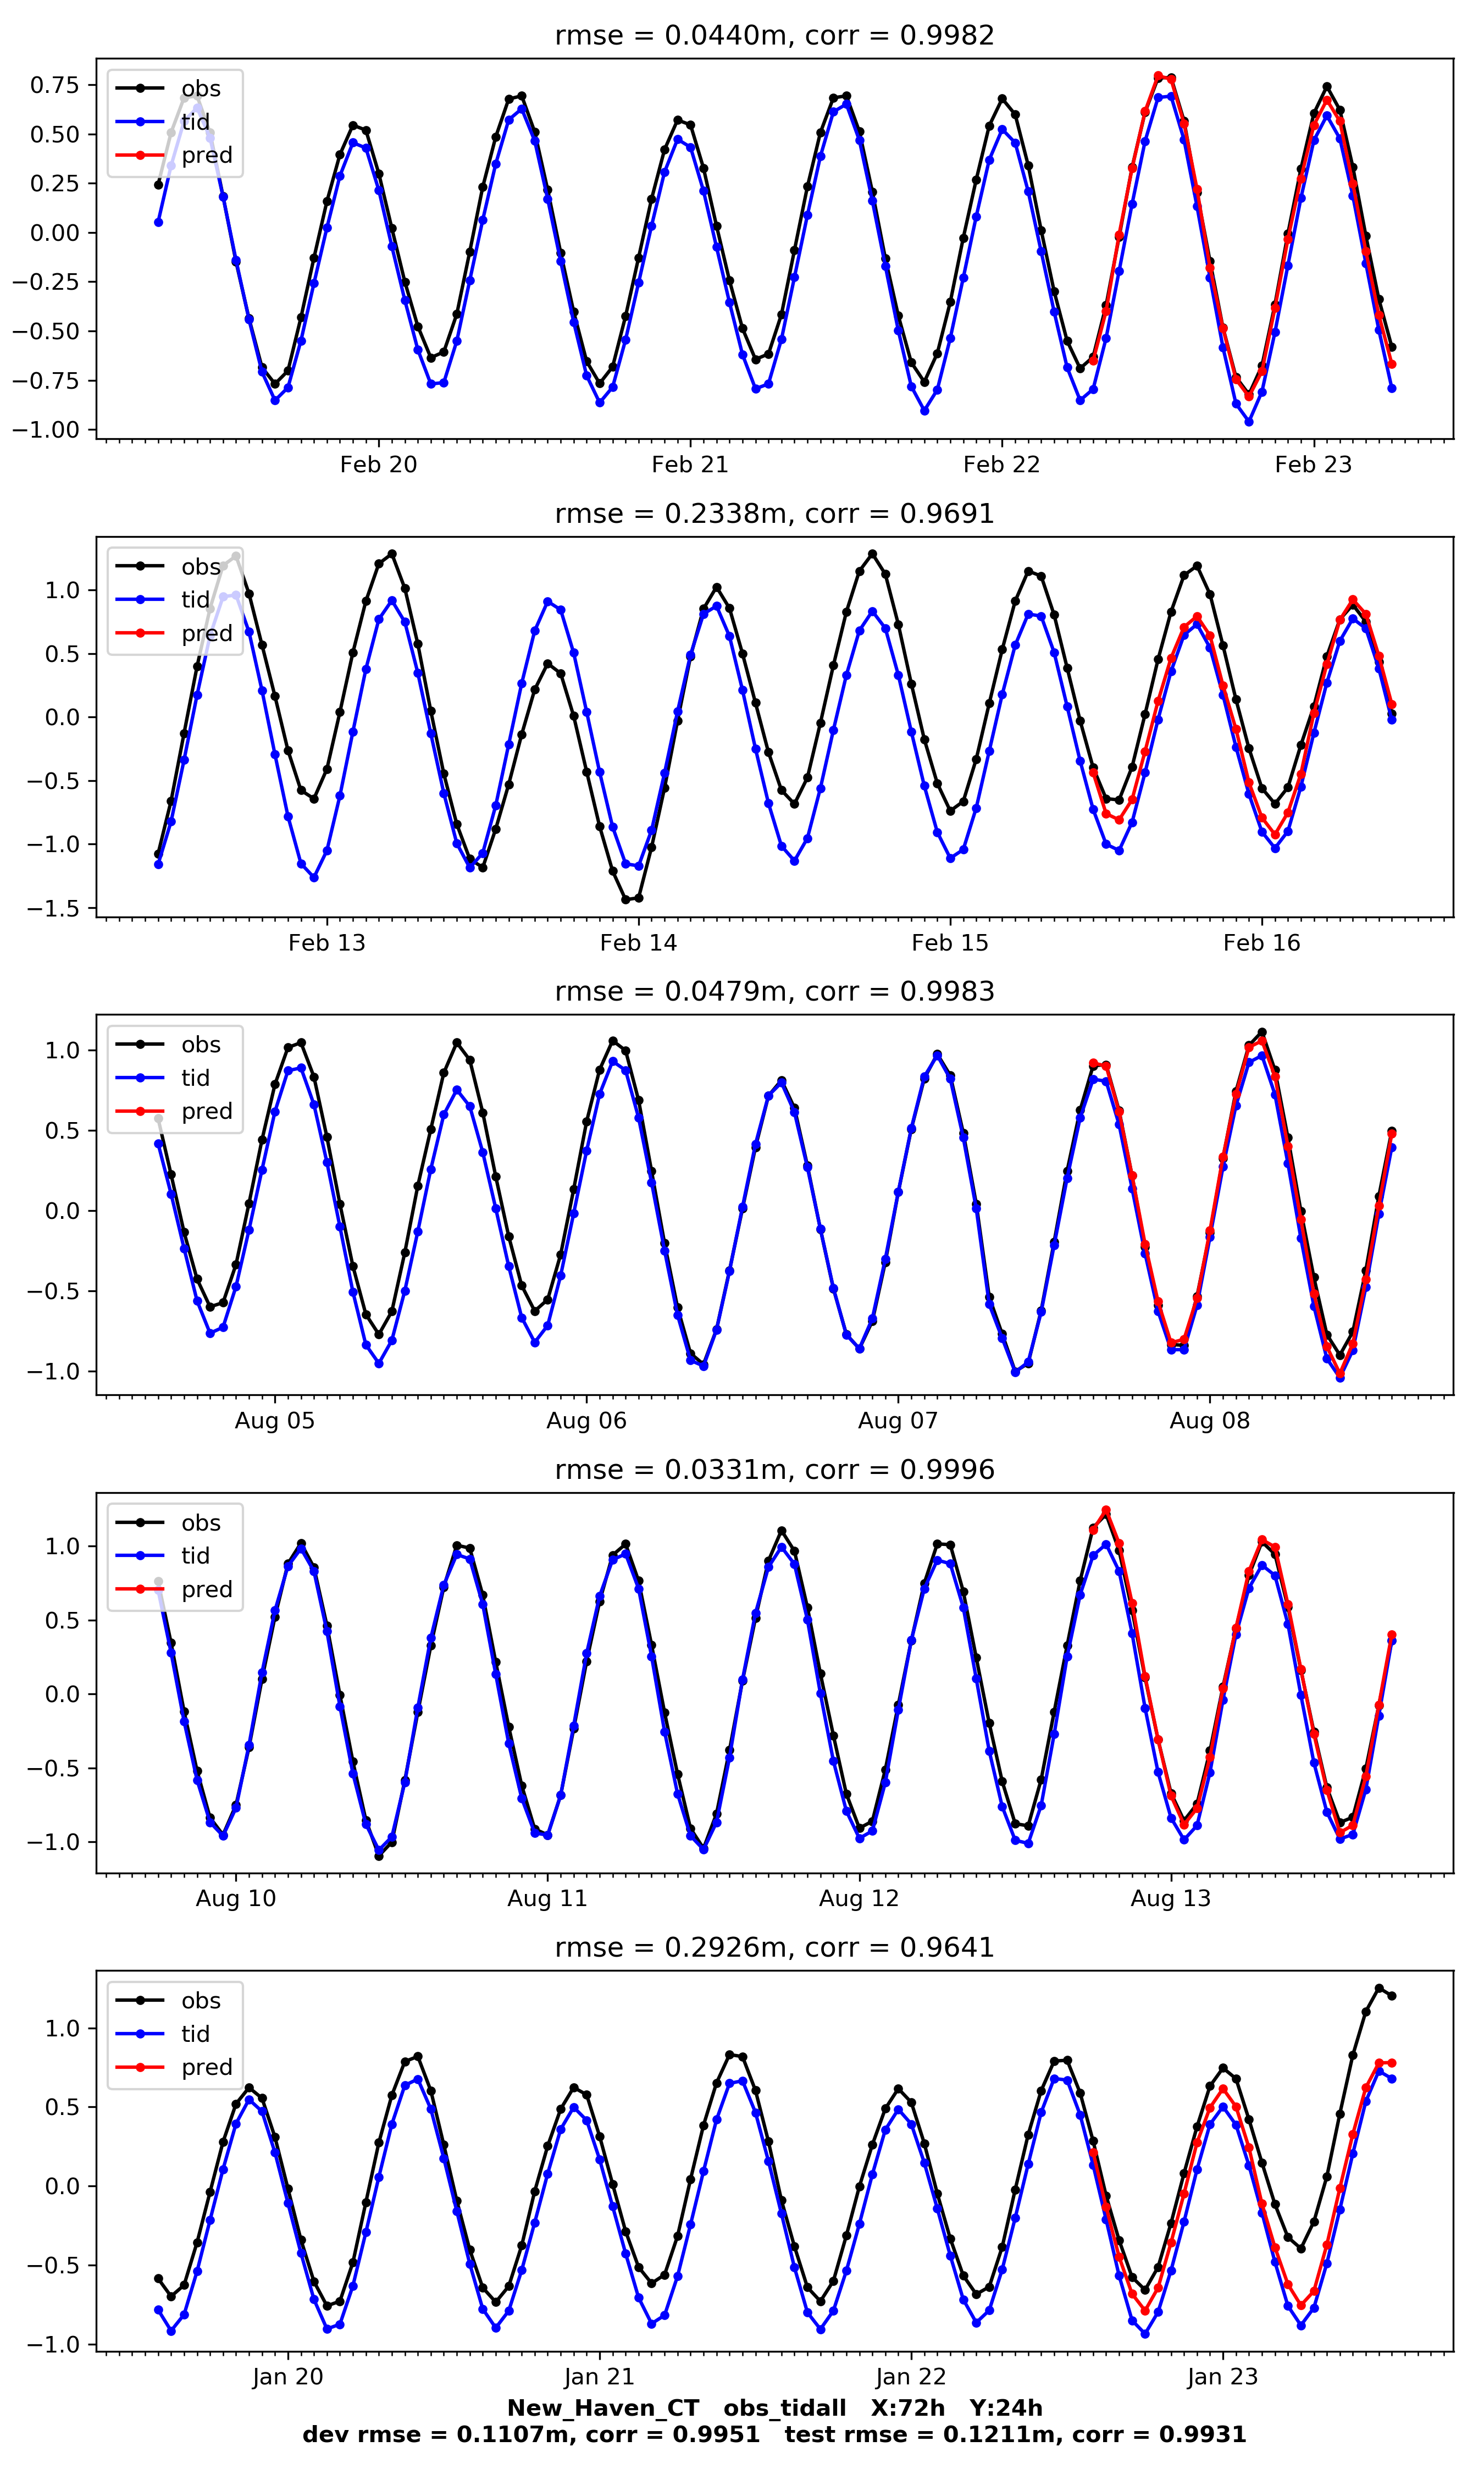 rmse = 0.0440m, corr = 0.9982
obs
tid
pred
0.75
0.50
0.25
0.00
−0.25
−0.50
−0.75
−1.00
Feb 20 Feb 21 Feb 22 Feb 23
rmse = 0.2338m, corr = 0.9691
obs
tid
pred
1.0
0.5
0.0
−0.5
−1.0
−1.5
Feb 13 Feb 14 Feb 15 Feb 16
rmse = 0.0479m, corr = 0.9983
obs
tid
pred
1.0
0.5
0.0
−0.5
−1.0
Aug 05 Aug 06 Aug 07 Aug 08
rmse = 0.0331m, corr = 0.9996
obs
tid
pred
1.0
0.5
0.0
−0.5
−1.0
Aug 10 Aug 11 Aug 12 Aug 13
rmse = 0.2926m, corr = 0.9641
obs
tid
pred
1.0
0.5
0.0
−0.5
−1.0
Jan 20 Jan 21 Jan 22 Jan 23
New_Haven_CT obs_tidall X:72h Y:24h
dev rmse = 0.1107m, corr = 0.9951 test rmse = 0.1211m, corr = 0.9931